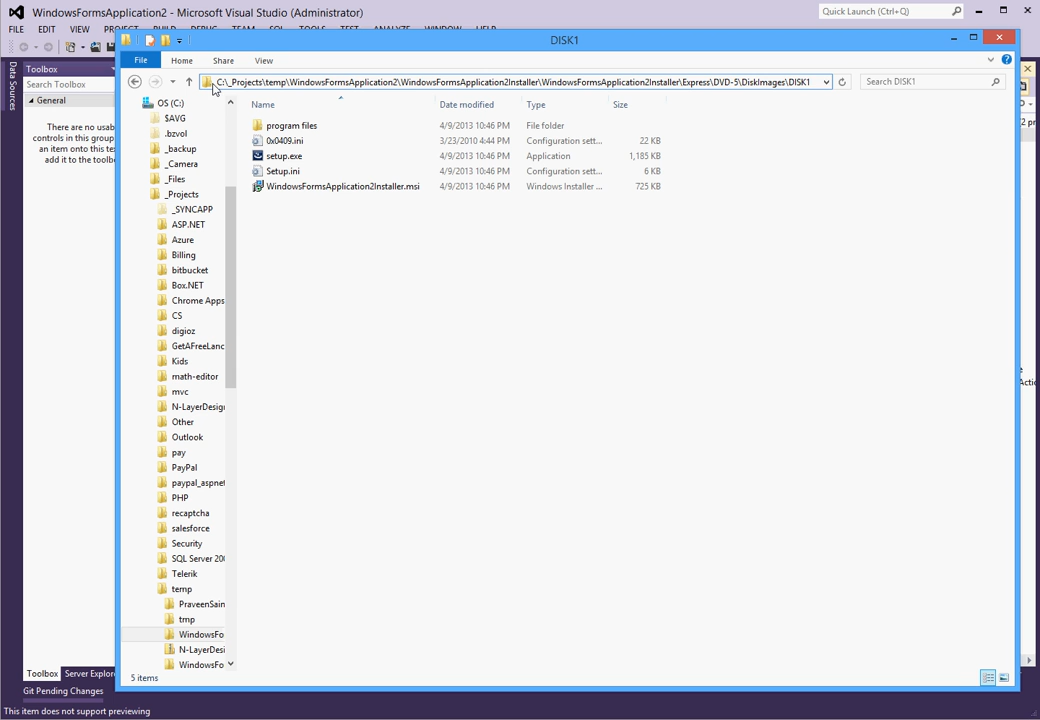 WindowsFormsApplication2 - Microsoft Visual Studio (Administrator)
Quick Launch (Ctrl+Q)
FILE EDIT VIEW
DISK1
File Home Share View
C:\_Projects\temp\WindowsFormsApplication2\WindowsFormsApplication2Installer\WindowsFormsApplication2Installer\Express\DVD-5\DiskImages\DISK1
Search DISK1
Data Sources
Toolbox
Search Toolbox
General
There are no usab
controls in this group
an item onto this te
add it to the toolb
OS (C:)
$AVG
.bzvol
_backup
_Camera
_Files
_Projects
_SYNCAPP
ASP.NET
Azure
Billing
bitbucket
Box.NET
Chrome Apps
CS
digioz
GetAFreeLanc
Kids
math-editor
mvc
N-LayerDesig
Other
Outlook
pay
PayPal
paypal_aspnet
PHP
recaptcha
salesforce
Security
SQL Server 200
Telerik
temp
PraveenSain
tmp
WindowsFo
N-LayerDesi
WindowsFo
Name Date modified Type Size
program files 4/9/2013 10:46 PM File folder
0x0409.ini 3/23/2010 4:44 PM Configuration sett... 22 KB
setup.exe 4/9/2013 10:46 PM Application 1,185 KB
Setup.ini 4/9/2013 10:46 PM Configuration sett... 6 KB
WindowsFormsApplication2Installer.msi 4/9/2013 10:46 PM Windows Installer ... 725 KB
5 items
Toolbox Server Explore
Git Pending Changes
This item does not support previewing